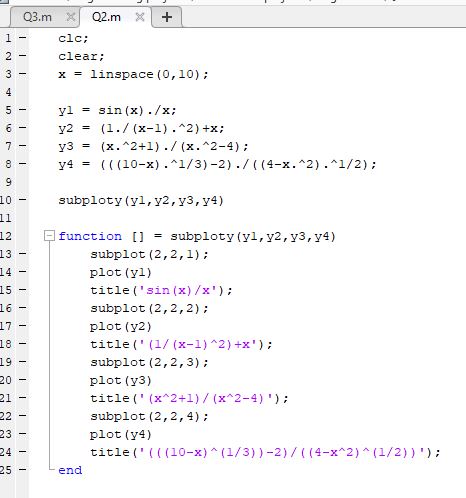 Q3.m × Q2.m × +
1 – clc;
2 – clear;
3 – x = linspace(0,10);
4
5 – y1 = sin(x)./x;
6 – y2 = (1./(x-1).^2)+x;
7 – y3 = (x.^2+1)./(x.^2-4);
8 – y4 = (((10-x).^1/3)-2)./((4-x.^2).^1/2);
9
10 – subploty(y1,y2,y3,y4)
11
12 function [] = subploty(y1,y2,y3,y4)
13 – subplot(2,2,1);
14 – plot(y1)
15 – title('sin(x)/x');
16 – subplot(2,2,2);
17 – plot(y2)
18 – title('(1/(x-1)^2)+x');
19 – subplot(2,2,3);
20 – plot(y3)
21 – title('(x^2+1)/(x^2-4)');
22 – subplot(2,2,4);
23 – plot(y4)
24 – title('(((10-x)^(1/3))-2)/((4-x^2)^(1/2))');
25 – end